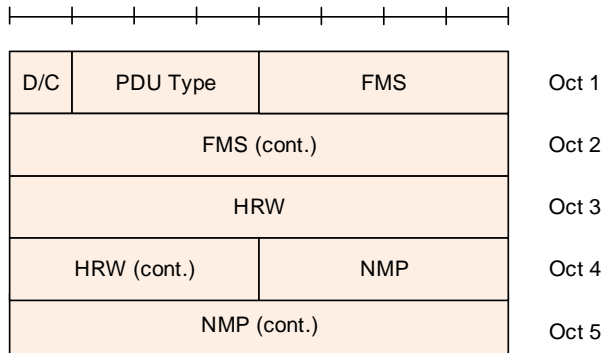 D/C PDU Type FMS Oct 1
FMS (cont.) Oct 2
HRW Oct 3
HRW (cont.) NMP Oct 4
NMP (cont.) Oct 5